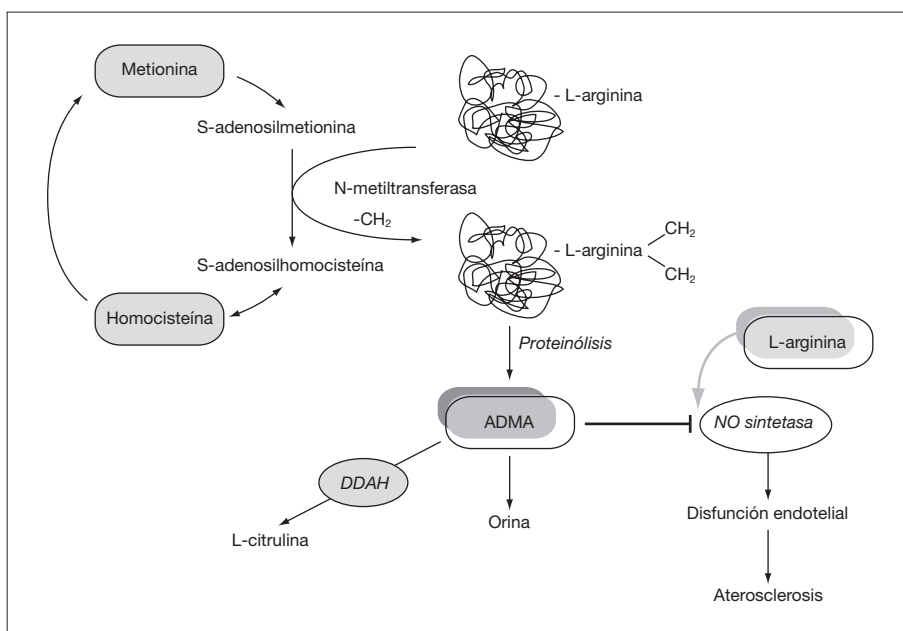 Metionina
S-adenosilmetionina
- L-arginina
N-metiltransferasa
-CH₂
S-adenosilhomocisteína
Homocisteína
- L-arginina
CH₂
CH₂
Proteinólisis
L-arginina
ADMA
NO sintetasa
DDAH
L-citrulina
Orina
Disfunción endotelial
Aterosclerosis